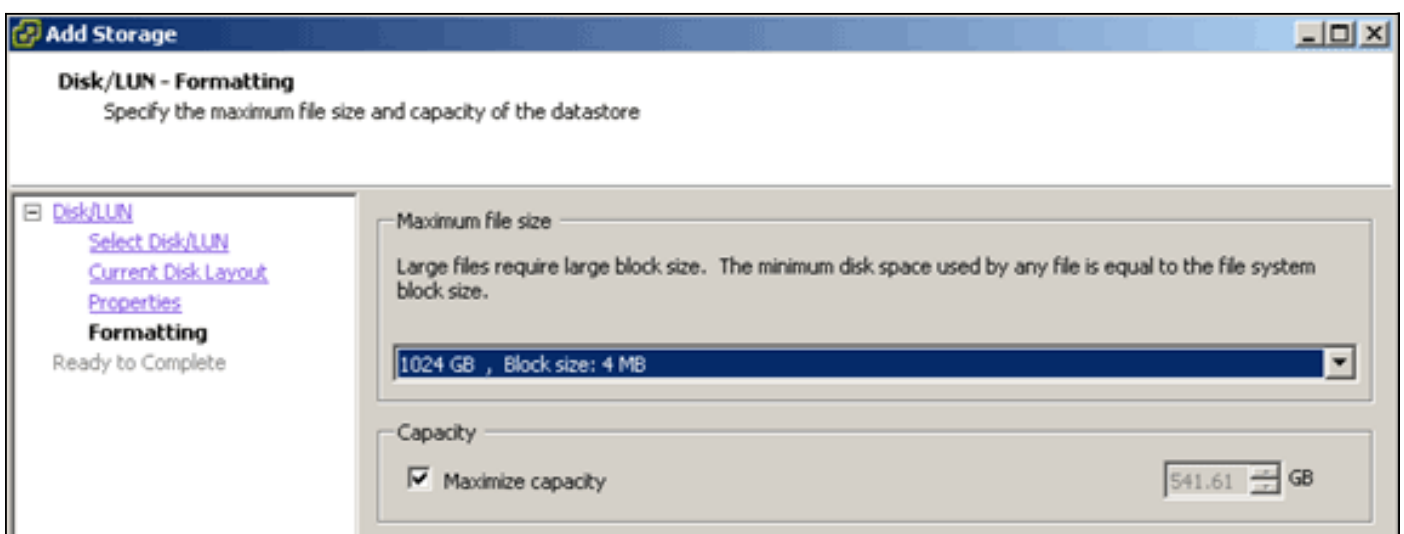 Add Storage
Disk/LUN - Formatting
Specify the maximum file size and capacity of the datastore
Disk/LUN
Select Disk/LUN
Current Disk Layout
Properties
Formatting
Ready to Complete
Maximum file size
Large files require large block size. The minimum disk space used by any file is equal to the file system
block size.
1024 GB , Block size: 4 MB
Capacity
Maximize capacity
541.61 GB